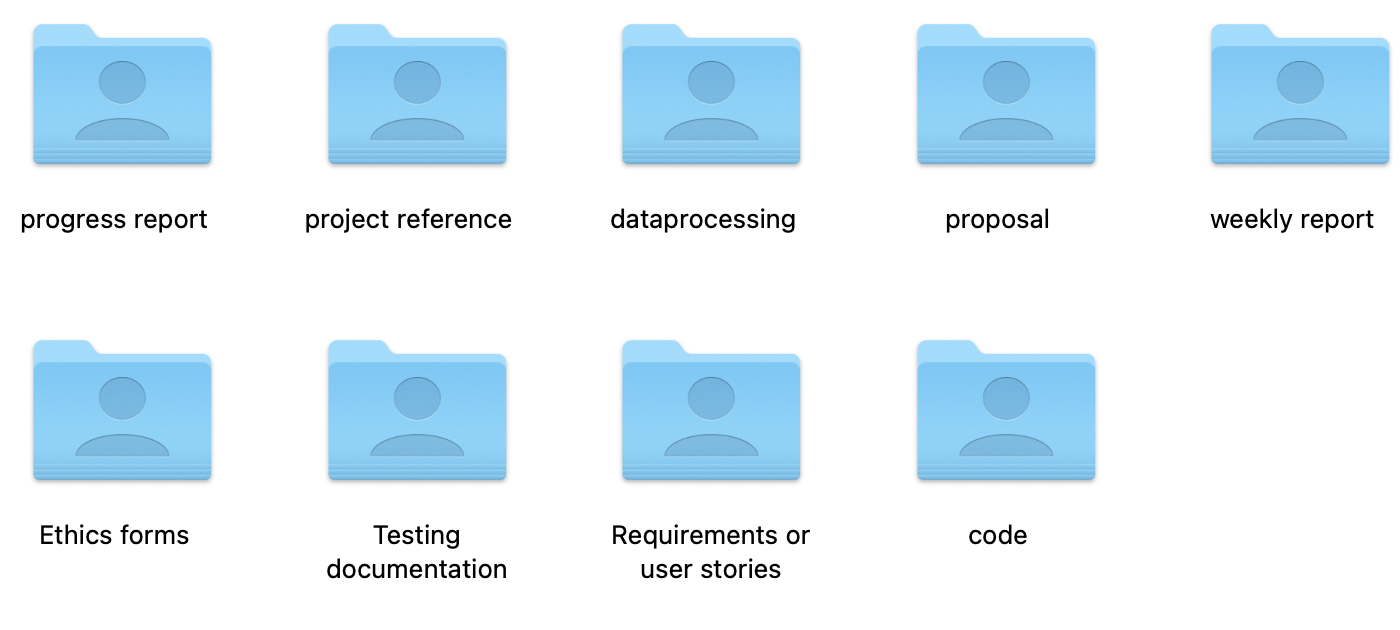 progress report
project reference
dataprocessing
proposal
weekly report
Ethics forms
Testing
documentation
Requirements or
user stories
code